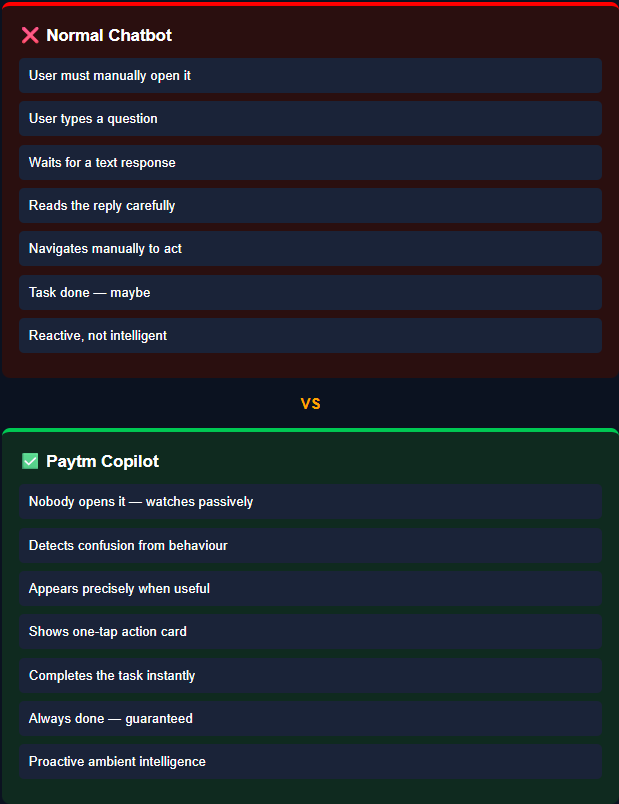 ❌ Normal Chatbot
User must manually open it
User types a question
Waits for a text response
Reads the reply carefully
Navigates manually to act
Task done — maybe
Reactive, not intelligent
VS
✅ Paytm Copilot
Nobody opens it — watches passively
Detects confusion from behaviour
Appears precisely when useful
Shows one-tap action card
Completes the task instantly
Always done — guaranteed
Proactive ambient intelligence